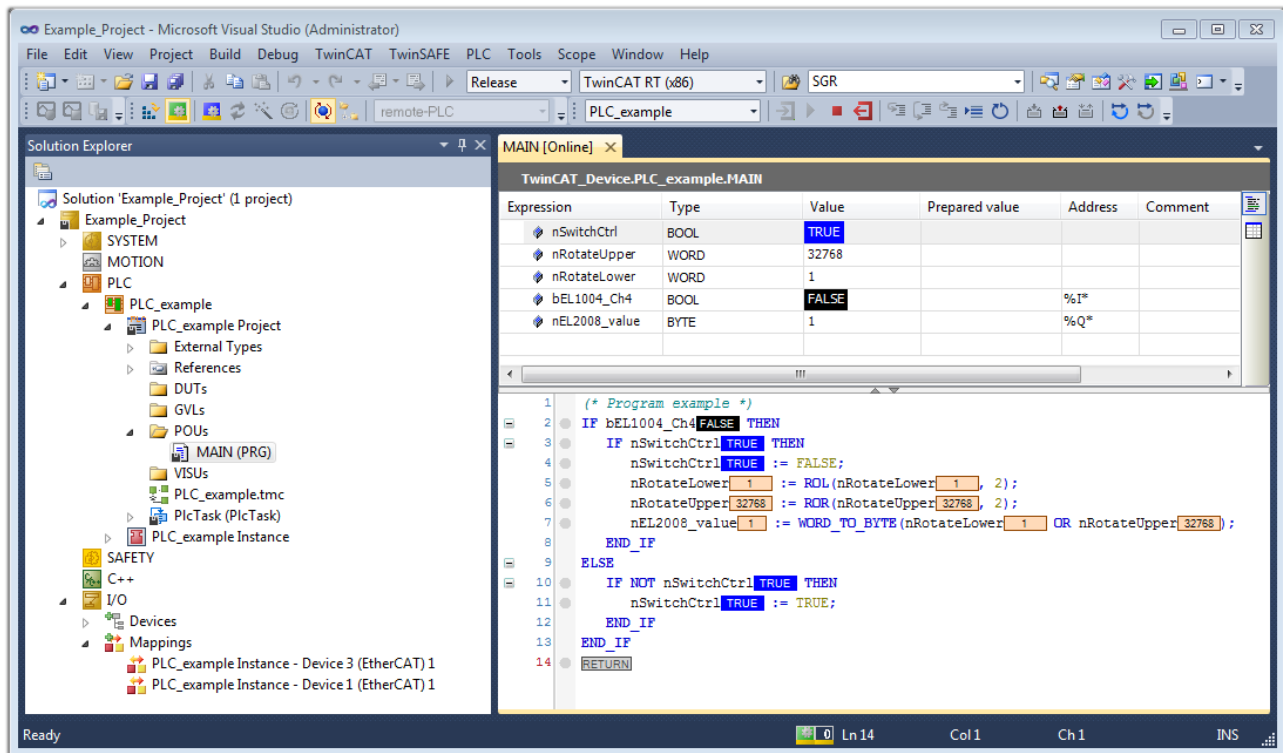 Example_Project - Microsoft Visual Studio (Administrator)
File Edit View Project Build Debug TwinCAT TwinSAFE PLC Tools Scope Window Help
Release TwinCAT RT (x86) SGR
remote-PLC PLC_example
Solution Explorer
Solution 'Example_Project' (1 project)
Example_Project
SYSTEM
MOTION
PLC
PLC_example
PLC_example Project
External Types
References
DUTs
GVLs
POUs
MAIN (PRG)
VISUs
PLC_example.tmc
PlcTask (PlcTask)
PLC_example Instance
SAFETY
C++
I/O
Devices
Mappings
PLC_example Instance - Device 3 (EtherCAT) 1
PLC_example Instance - Device 1 (EtherCAT) 1
MAIN [Online]
TwinCAT_Device.PLC_example.MAIN
Expression Type Value Prepared value Address Comment
nSwitchCtrl BOOL TRUE
nRotateUpper WORD 32768
nRotateLower WORD 1
bEL1004_Ch4 BOOL FALSE %I*
nEL2008_value BYTE 1 %Q*
1 (* Program example *)
2 IF bEL1004_Ch4 FALSE THEN
3 IF nSwitchCtrl TRUE THEN
4 nSwitchCtrl TRUE := FALSE;
5 nRotateLower 1 := ROL(nRotateLower 1 , 2);
6 nRotateUpper 32768 := ROR(nRotateUpper 32768 , 2);
7 nEL2008_value 1 := WORD_TO_BYTE(nRotateLower 1 OR nRotateUpper 32768 );
8 END_IF
9 ELSE
10 IF NOT nSwitchCtrl TRUE THEN
11 nSwitchCtrl TRUE := TRUE;
12 END_IF
13 END_IF
14 RETURN
Ready 0 Ln 14 Col 1 Ch 1 INS